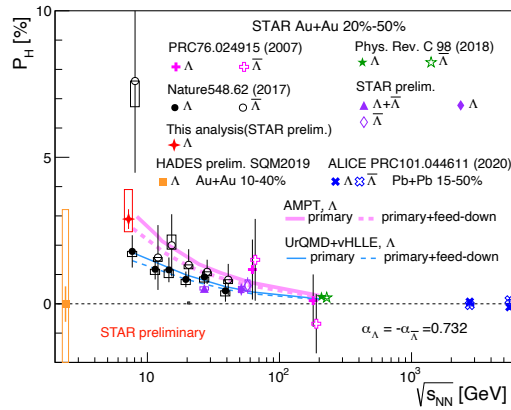 P_H [%]
STAR Au+Au 20%-50%
PRC76.024915 (2007)
Λ Λ̅
Phys. Rev. C 98 (2018)
Λ Λ̅
Nature548.62 (2017)
Λ Λ̅
STAR prelim.
Λ+Λ̅ Λ
Λ̅
This analysis(STAR prelim.)
Λ
HADES prelim. SQM2019
Λ Au+Au 10-40%
ALICE PRC101.044611 (2020)
Λ Λ̅ Pb+Pb 15-50%
AMPT, Λ
primary primary+feed-down
UrQMD+vHLLE, Λ
primary primary+feed-down
STAR preliminary
α_Λ = -α_Λ̅ =0.732
10
5
0
10 10² 10³
√s_NN [GeV]